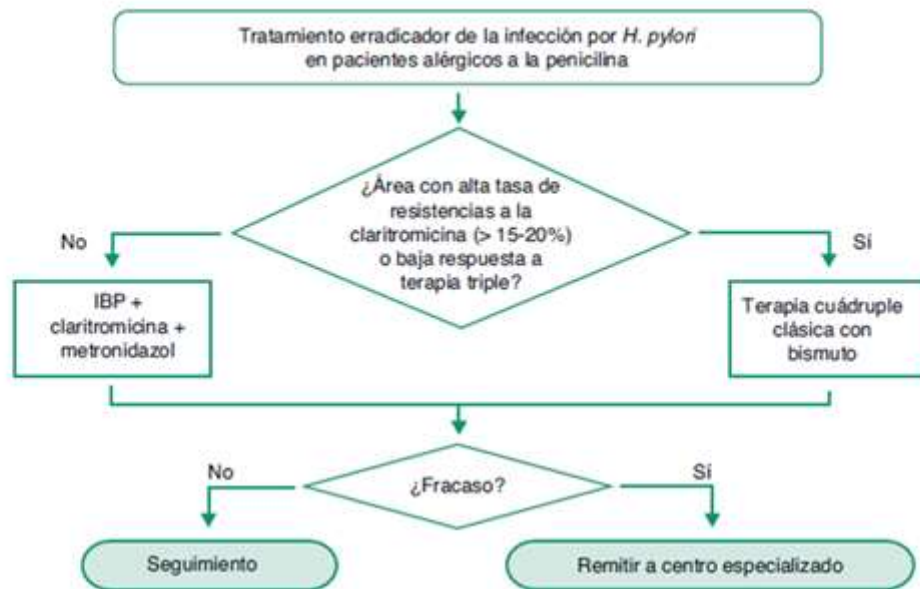 Tratamiento erradicador de la infección por H. pylori
en pacientes alérgicos a la penicilina
¿Área con alta tasa de
resistencias a la
claritromicina (> 15-20%)
o baja respuesta a
terapia triple?
No
Sí
IBP +
claritromicina +
metronidazol
Terapia cuádruple
clásica con
bismuto
¿Fracaso?
No
Sí
Seguimiento
Remitir a centro especializado